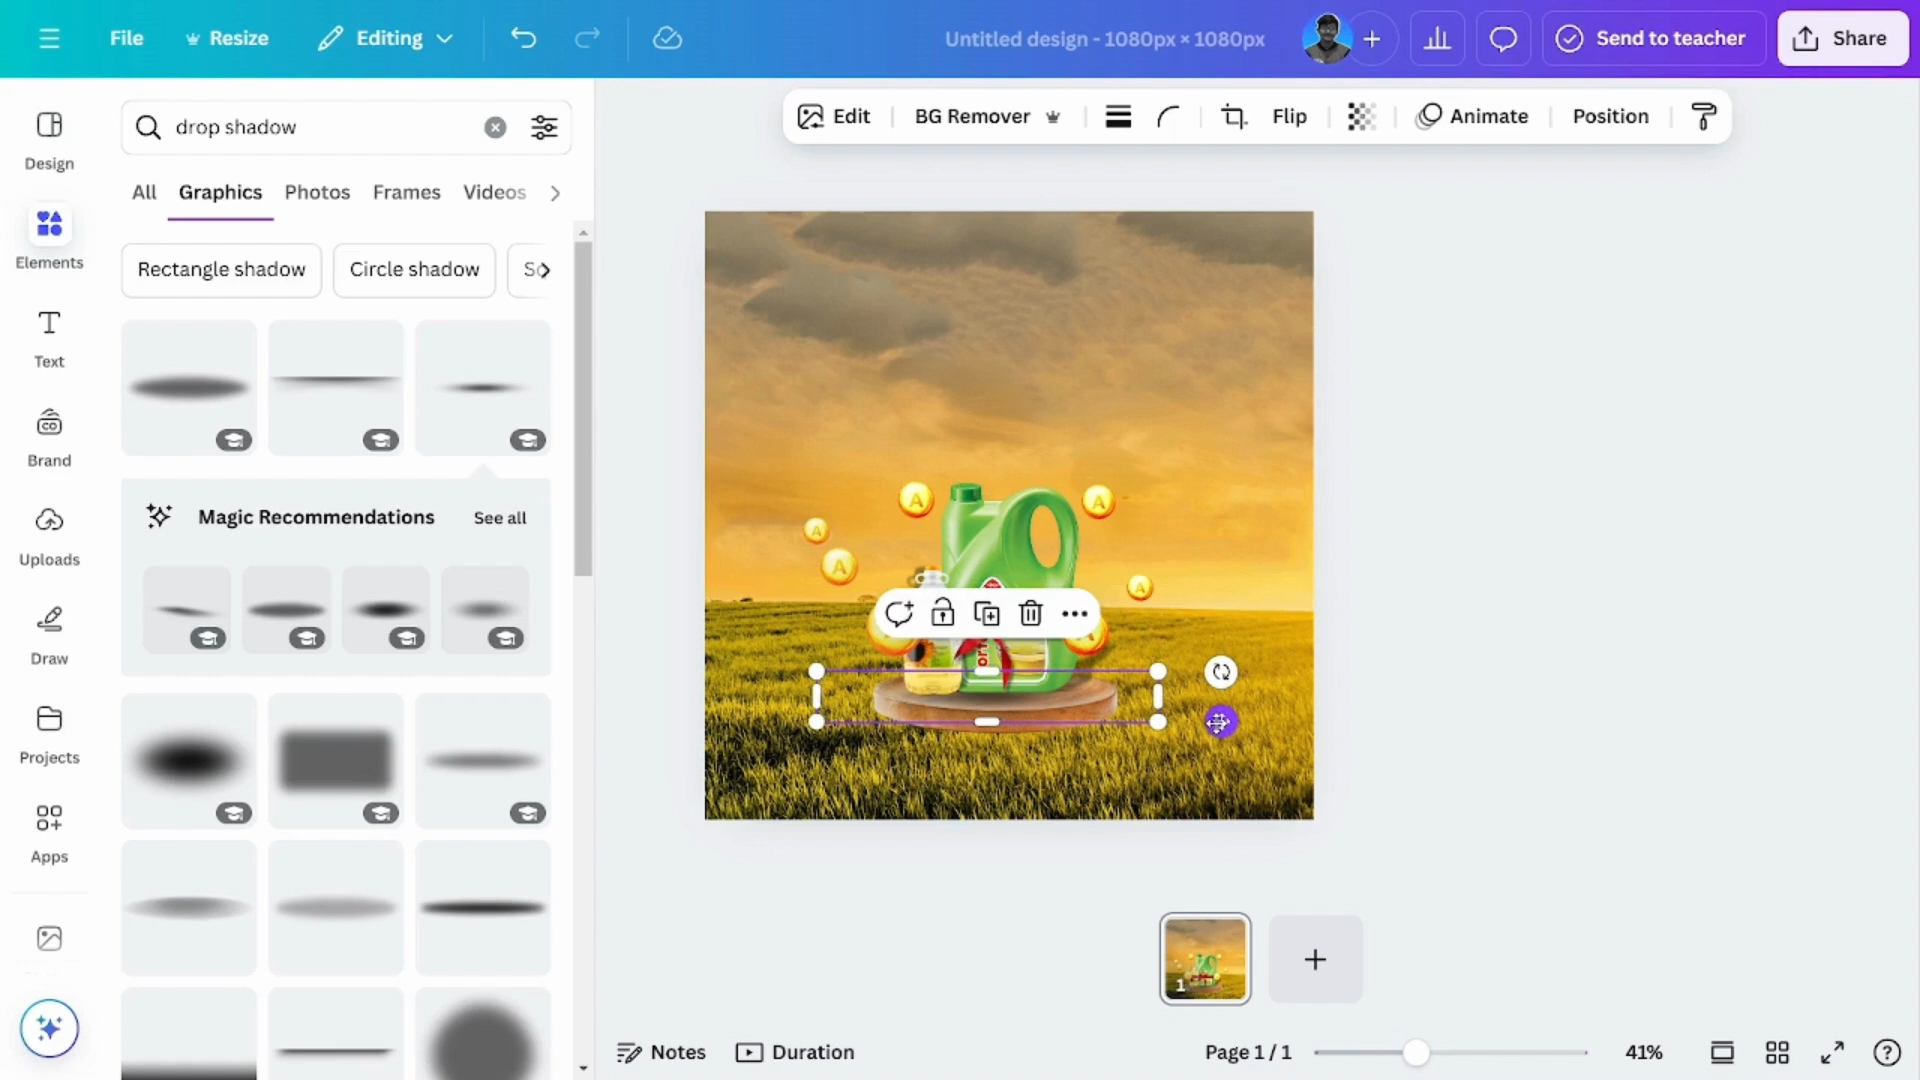 File
Resize
Editing
Untitled design - 1080px × 1080px
Send to teacher
Share
drop shadow
Edit
BG Remover
Flip
Animate
Position
Design
Elements
Text
Brand
Uploads
Draw
Projects
Apps
All
Graphics
Photos
Frames
Videos
Rectangle shadow
Circle shadow
Magic Recommendations
See all
A
A
A
A
A
1
Notes
Duration
Page 1 / 1
41%